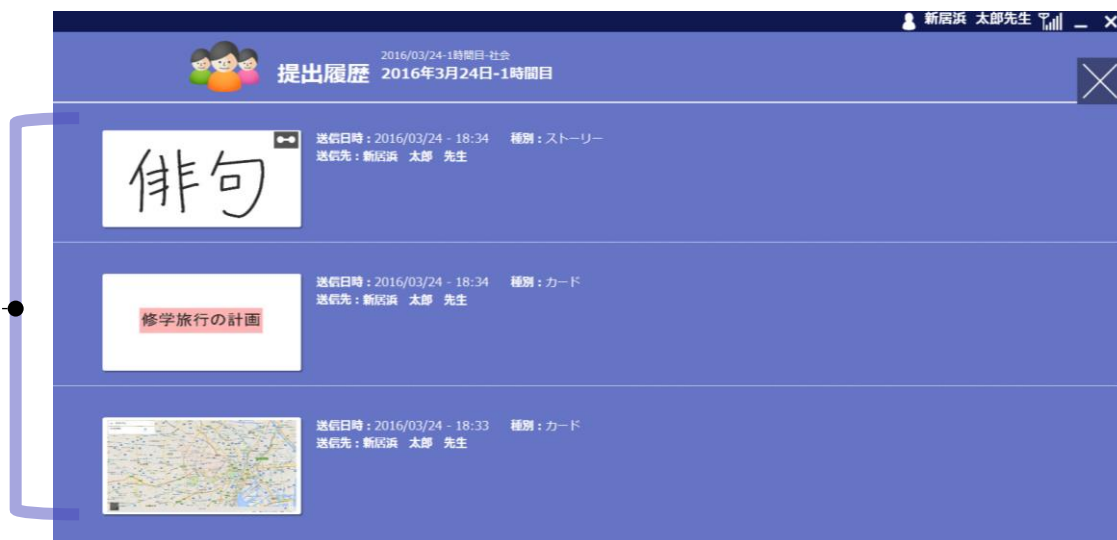 新居浜 太郎先生
2016/03/24-1時間目-社会
提出履歴 2016年3月24日-1時間目
俳句
送信日時：2016/03/24 - 18:34 種別：ストーリー
送信先：新居浜 太郎 先生
修学旅行の計画
送信日時：2016/03/24 - 18:34 種別：カード
送信先：新居浜 太郎 先生
送信日時：2016/03/24 - 18:33 種別：カード
送信先：新居浜 太郎 先生